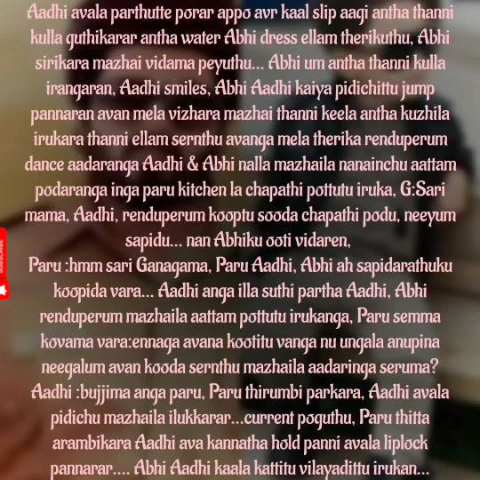 Aadhi avala parthutte porar appo avr kaal slip aagi antha thanni
kulla guthikarar antha water Abhi dress ellam therikuthu, Abhi
sirikara mazhai vidama peyuthu... Abhi um antha thanni kulla
irangaran, Aadhi smiles, Abhi Aadhi kaiya pidichittu jump
pannaran avan mela vizhara mazhai thanni keela antha kuzhila
irukara thanni ellam sernthu avanga mela therika renduperum
dance aadaranga Aadhi & Abhi nalla mazhaila nanainchu aattam
podaranga inga paru kitchen la chapathi pottutu iruka, G:Sari
mama, Aadhi, renduperum kooptu sooda chapathi podu, neeyum
sapidu... nan Abhiku ooti vidaren,
Paru :hmm sari Ganagama, Paru Aadhi, Abhi ah sapidarathuku
koopida vara... Aadhi anga illa suthi partha Aadhi, Abhi
renduperum mazhaila aattam pottutu irukanga, Paru semma
kovama vara:ennaga avana kootitu vanga nu ungala anupina
neegalum avan kooda sernthu mazhaila aadaringa seruma?
Aadhi :bujjima anga paru, Paru thirumbi parkara, Aadhi avala
pidichu mazhaila ilukkarar...current poguthu, Paru thitta
arambikara Aadhi ava kannatha hold panni avala liplock
pannarar.... Abhi Aadhi kaala kattitu vilayadittu irukan...
SUBSCRIBE